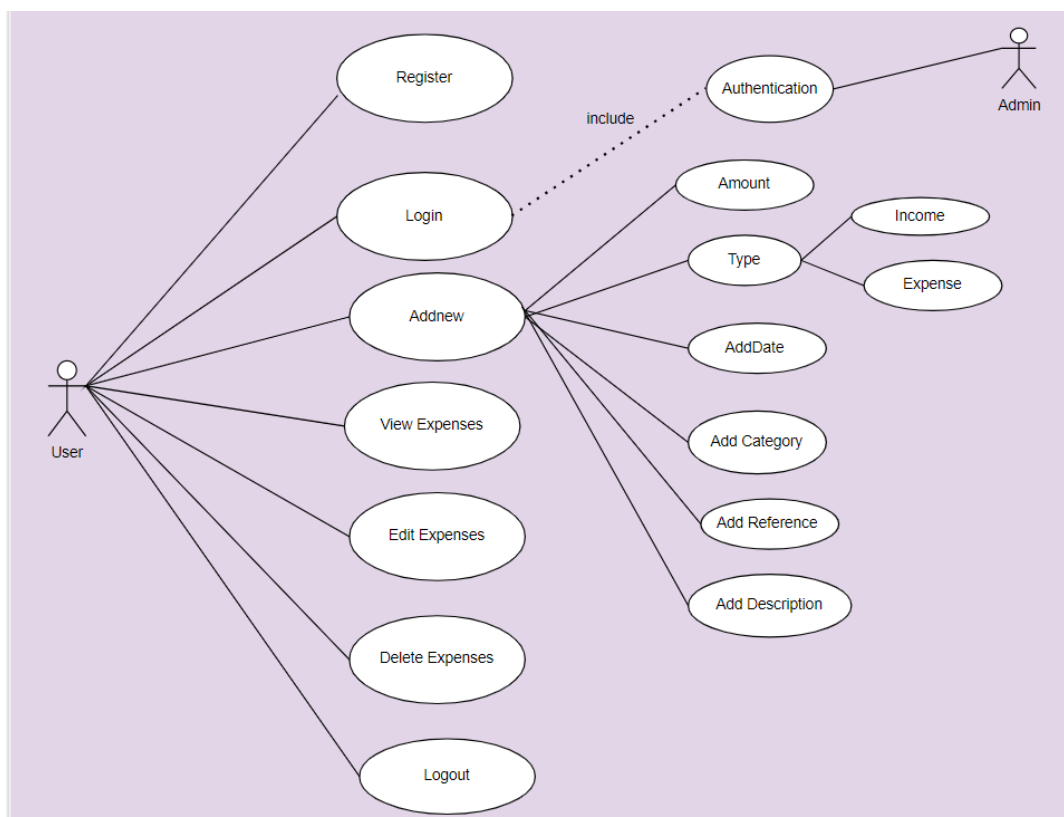 Register
Authentication
Admin
include
Amount
Login
Income
Type
Expense
Addnew
AddDate
View Expenses
User
Add Category
Edit Expenses
Add Reference
Add Description
Delete Expenses
Logout